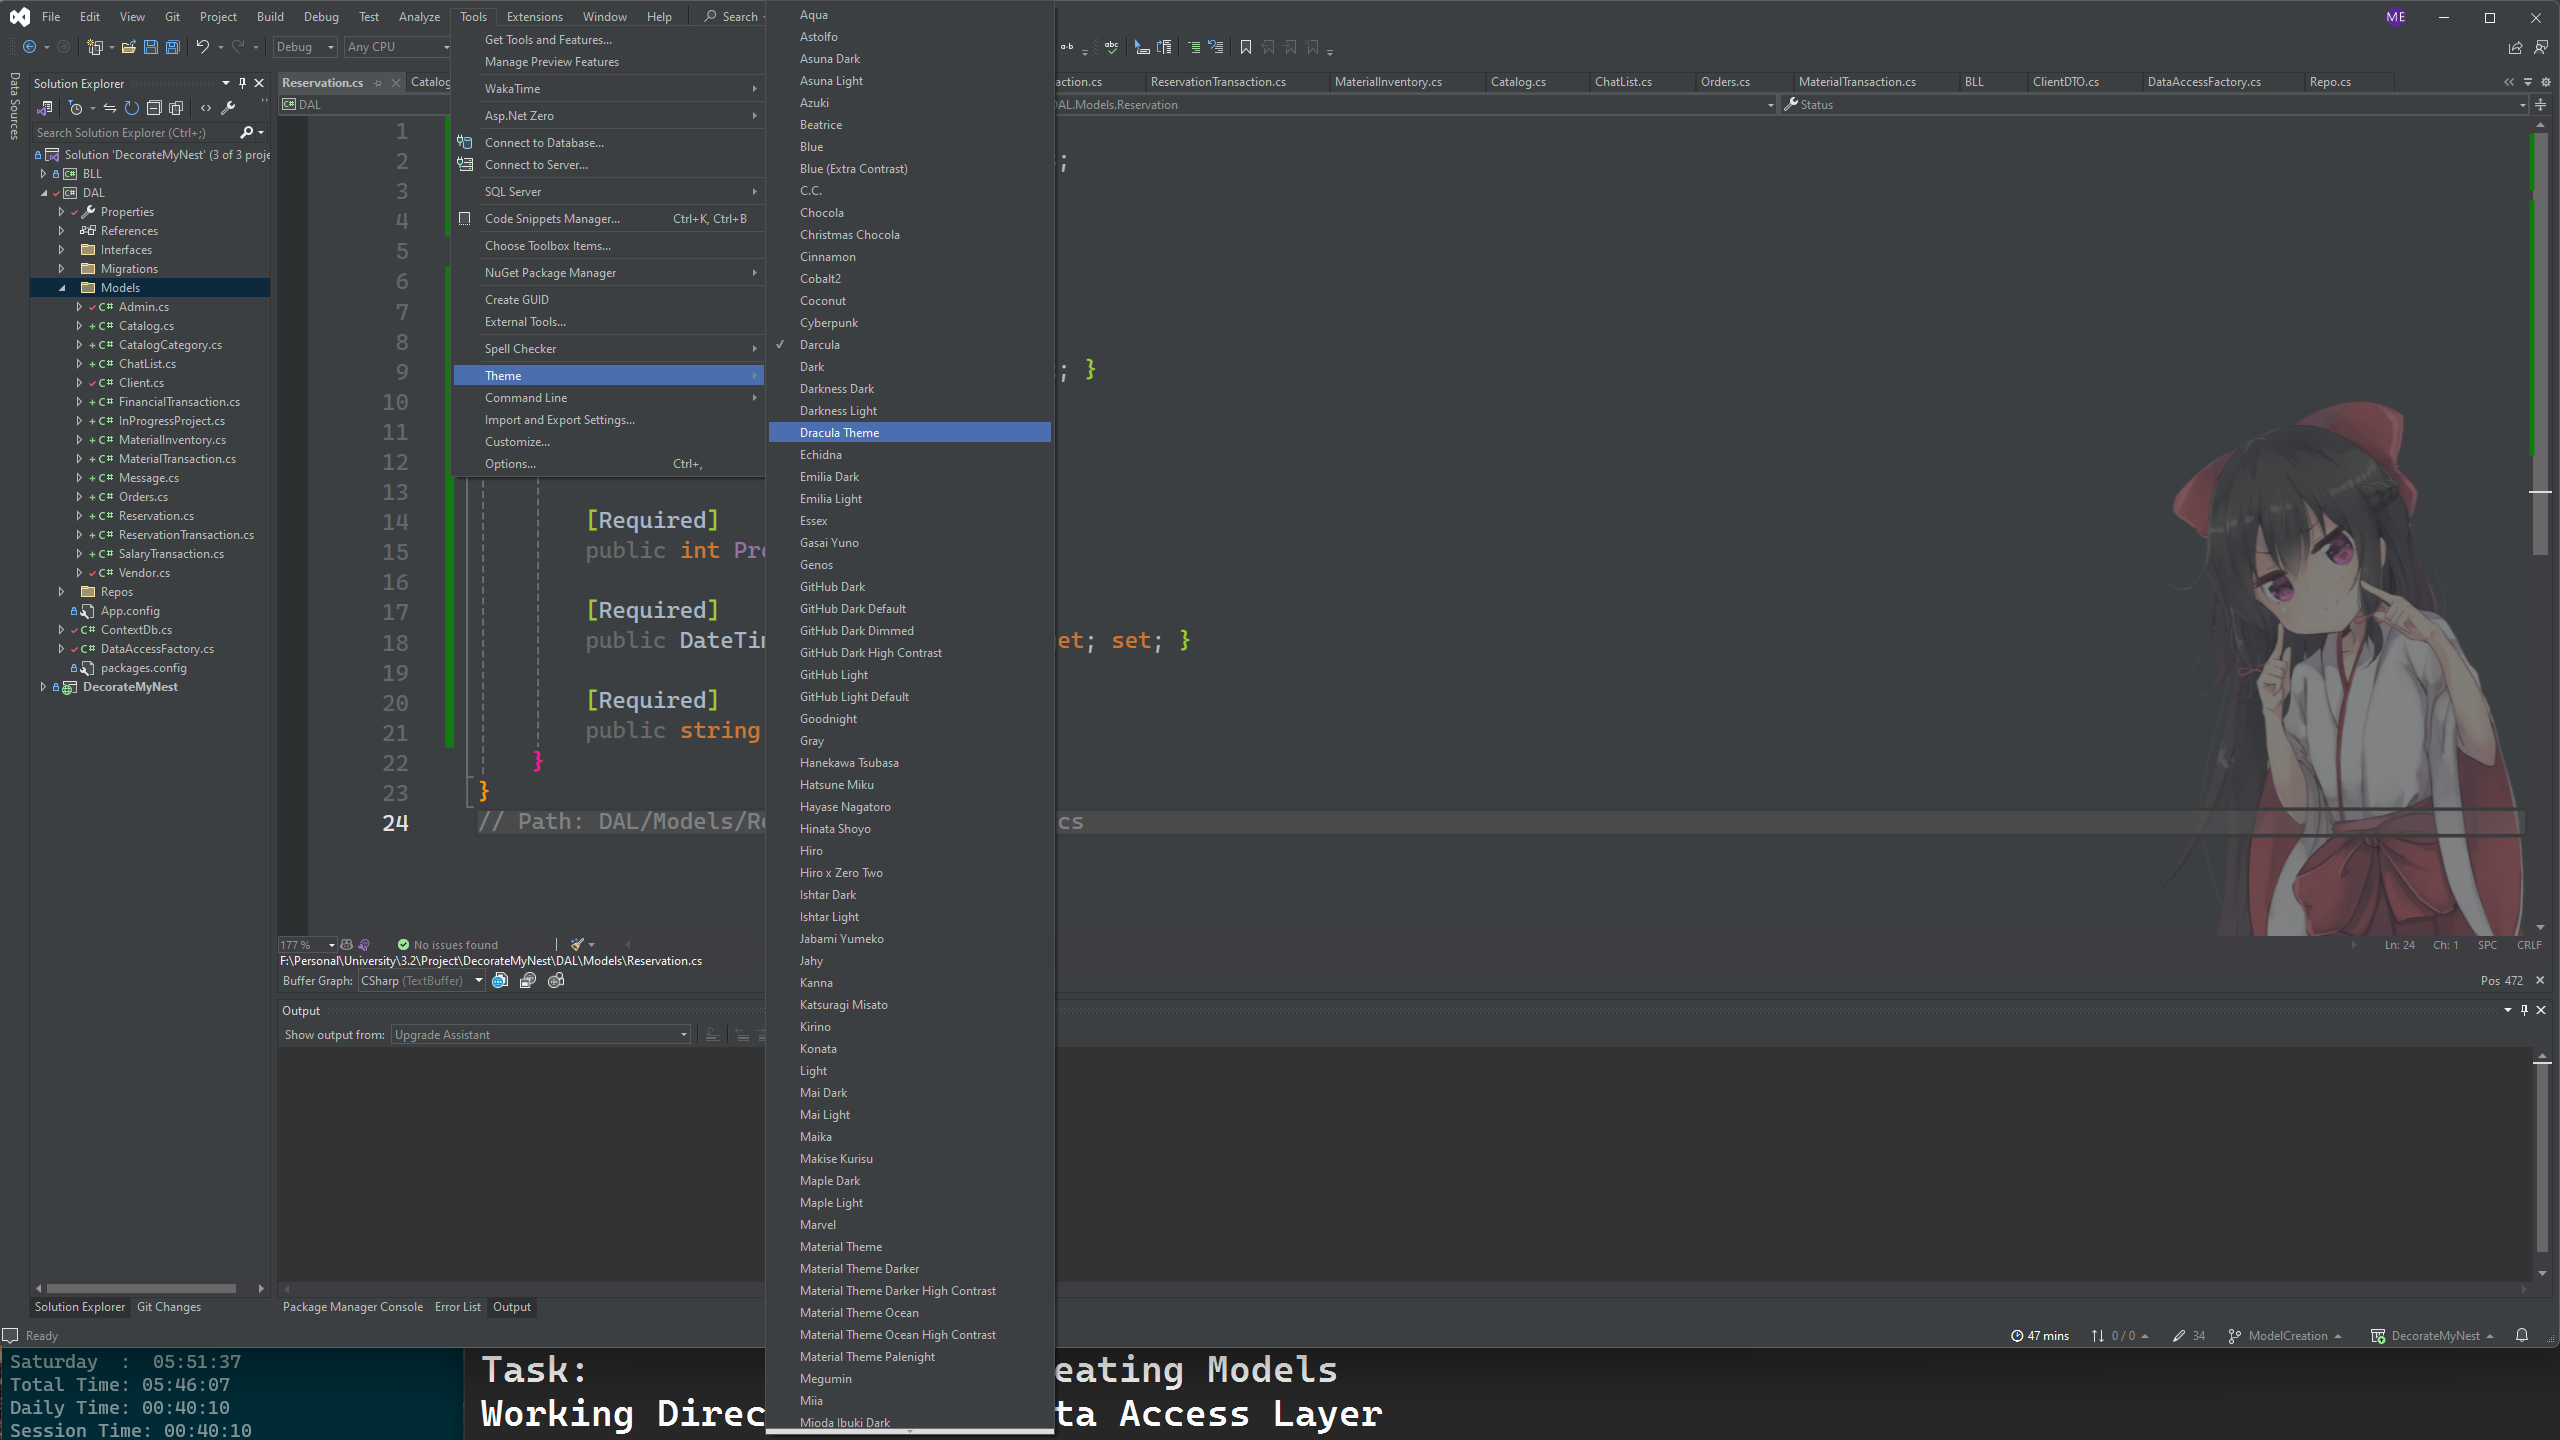 File Edit View Git Project Build Debug Test Analyze Tools Extensions Window Help Search ME
Debug Any CPU
Data Sources
Solution Explorer
Search Solution Explorer (Ctrl+;)
Solution 'DecorateMyNest' (3 of 3 proje
BLL
DAL
Properties
References
Interfaces
Migrations
Models
C# Admin.cs
C# Catalog.cs
C# CatalogCategory.cs
C# ChatList.cs
C# Client.cs
C# FinancialTransaction.cs
C# InProgressProject.cs
C# MaterialInventory.cs
C# MaterialTransaction.cs
C# Message.cs
C# Orders.cs
C# Reservation.cs
C# ReservationTransaction.cs
C# SalaryTransaction.cs
C# Vendor.cs
Repos
App.config
C# ContextDb.cs
C# DataAccessFactory.cs
packages.config
DecorateMyNest
Solution Explorer Git Changes
Reservation.cs Catalog action.cs ReservationTransaction.cs MaterialInventory.cs Catalog.cs ChatList.cs Orders.cs MaterialTransaction.cs BLL ClientDTO.cs DataAccessFactory.cs Repo.cs
C# DAL DAL.Models.Reservation Status
Get Tools and Features...
Manage Preview Features
WakaTime
Asp.Net Zero
Connect to Database...
Connect to Server...
SQL Server
Code Snippets Manager... Ctrl+K, Ctrl+B
Choose Toolbox Items...
NuGet Package Manager
Create GUID
External Tools...
Spell Checker
Theme
Command Line
Import and Export Settings...
Customize...
Options... Ctrl+,
Aqua
Astolfo
Asuna Dark
Asuna Light
Azuki
Beatrice
Blue
Blue (Extra Contrast)
C.C.
Chocola
Christmas Chocola
Cinnamon
Cobalt2
Coconut
Cyberpunk
✓ Darcula
Dark
Darkness Dark
Darkness Light
Dracula Theme
Echidna
Emilia Dark
Emilia Light
Essex
Gasai Yuno
Genos
GitHub Dark
GitHub Dark Default
GitHub Dark Dimmed
GitHub Dark High Contrast
GitHub Light
GitHub Light Default
Goodnight
Gray
Hanekawa Tsubasa
Hatsune Miku
Hayase Nagatoro
Hinata Shoyo
Hiro
Hiro x Zero Two
Ishtar Dark
Ishtar Light
Jabami Yumeko
Jahy
Kanna
Katsuragi Misato
Kirino
Konata
Light
Mai Dark
Mai Light
Maika
Makise Kurisu
Maple Dark
Maple Light
Marvel
Material Theme
Material Theme Darker
Material Theme Darker High Contrast
Material Theme Ocean
Material Theme Ocean High Contrast
Material Theme Palenight
Megumin
Miia
Mioda Ibuki Dark
1
2 ;
3
4
5
6
7
8
9 ; }
10
11
12
13
14 [Required]
15 public int Pro
16
17 [Required]
18 public DateTim et; set; }
19
20 [Required]
21 public string
22 }
23 }
24 // Path: DAL/Models/Re cs
177 % No issues found Ln: 24 Ch: 1 SPC CRLF
F:\Personal\University\3.2\Project\DecorateMyNest\DAL\Models\Reservation.cs
Buffer Graph: CSharp (TextBuffer) Pos 472
Output
Show output from: Upgrade Assistant
Package Manager Console Error List Output
Ready 47 mins 0 / 0 34 ModelCreation DecorateMyNest
Saturday : 05:51:37
Total Time: 05:46:07
Daily Time: 00:40:10
Session Time: 00:40:10
Task: eating Models
Working Direc ta Access Layer